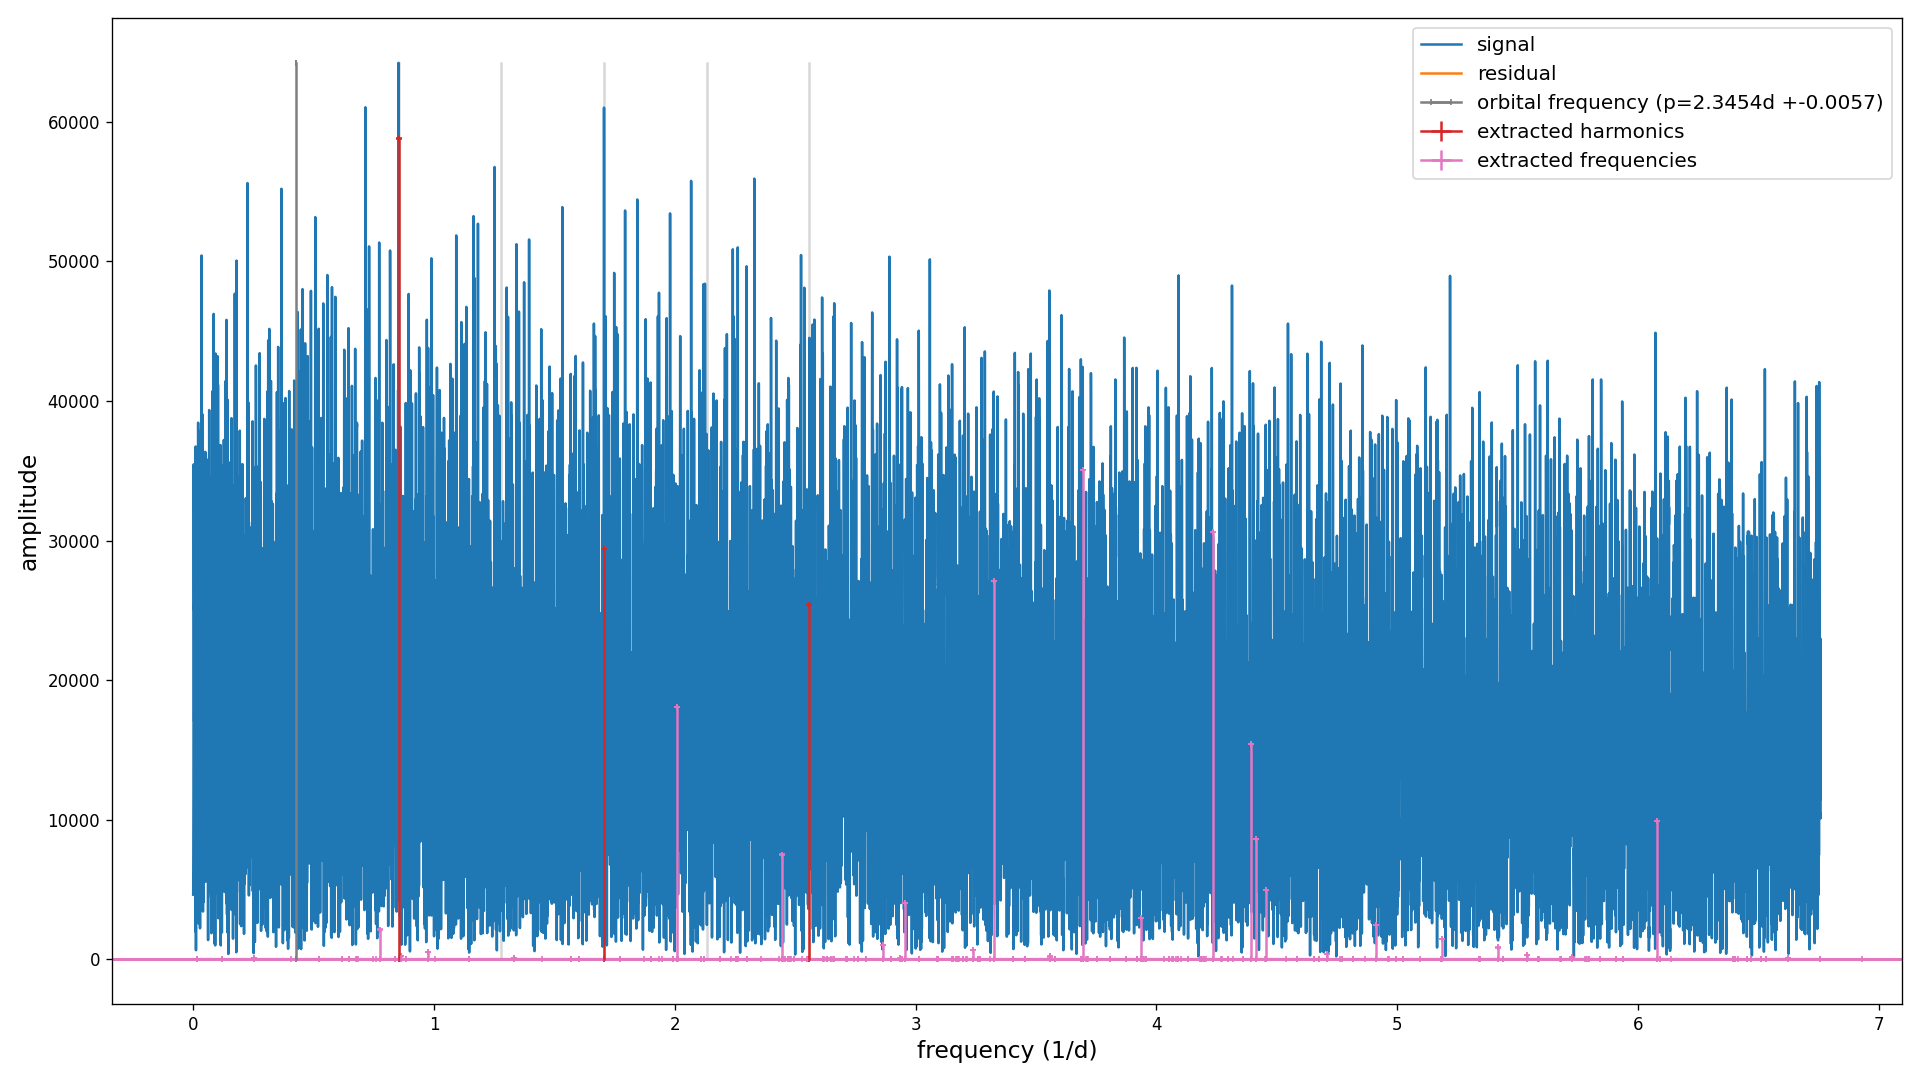 signal
residual
orbital frequency (p=2.3454d +-0.0057)
extracted harmonics
extracted frequencies
amplitude
60000
50000
40000
30000
20000
10000
0
0 1 2 3 4 5 6 7
frequency (1/d)